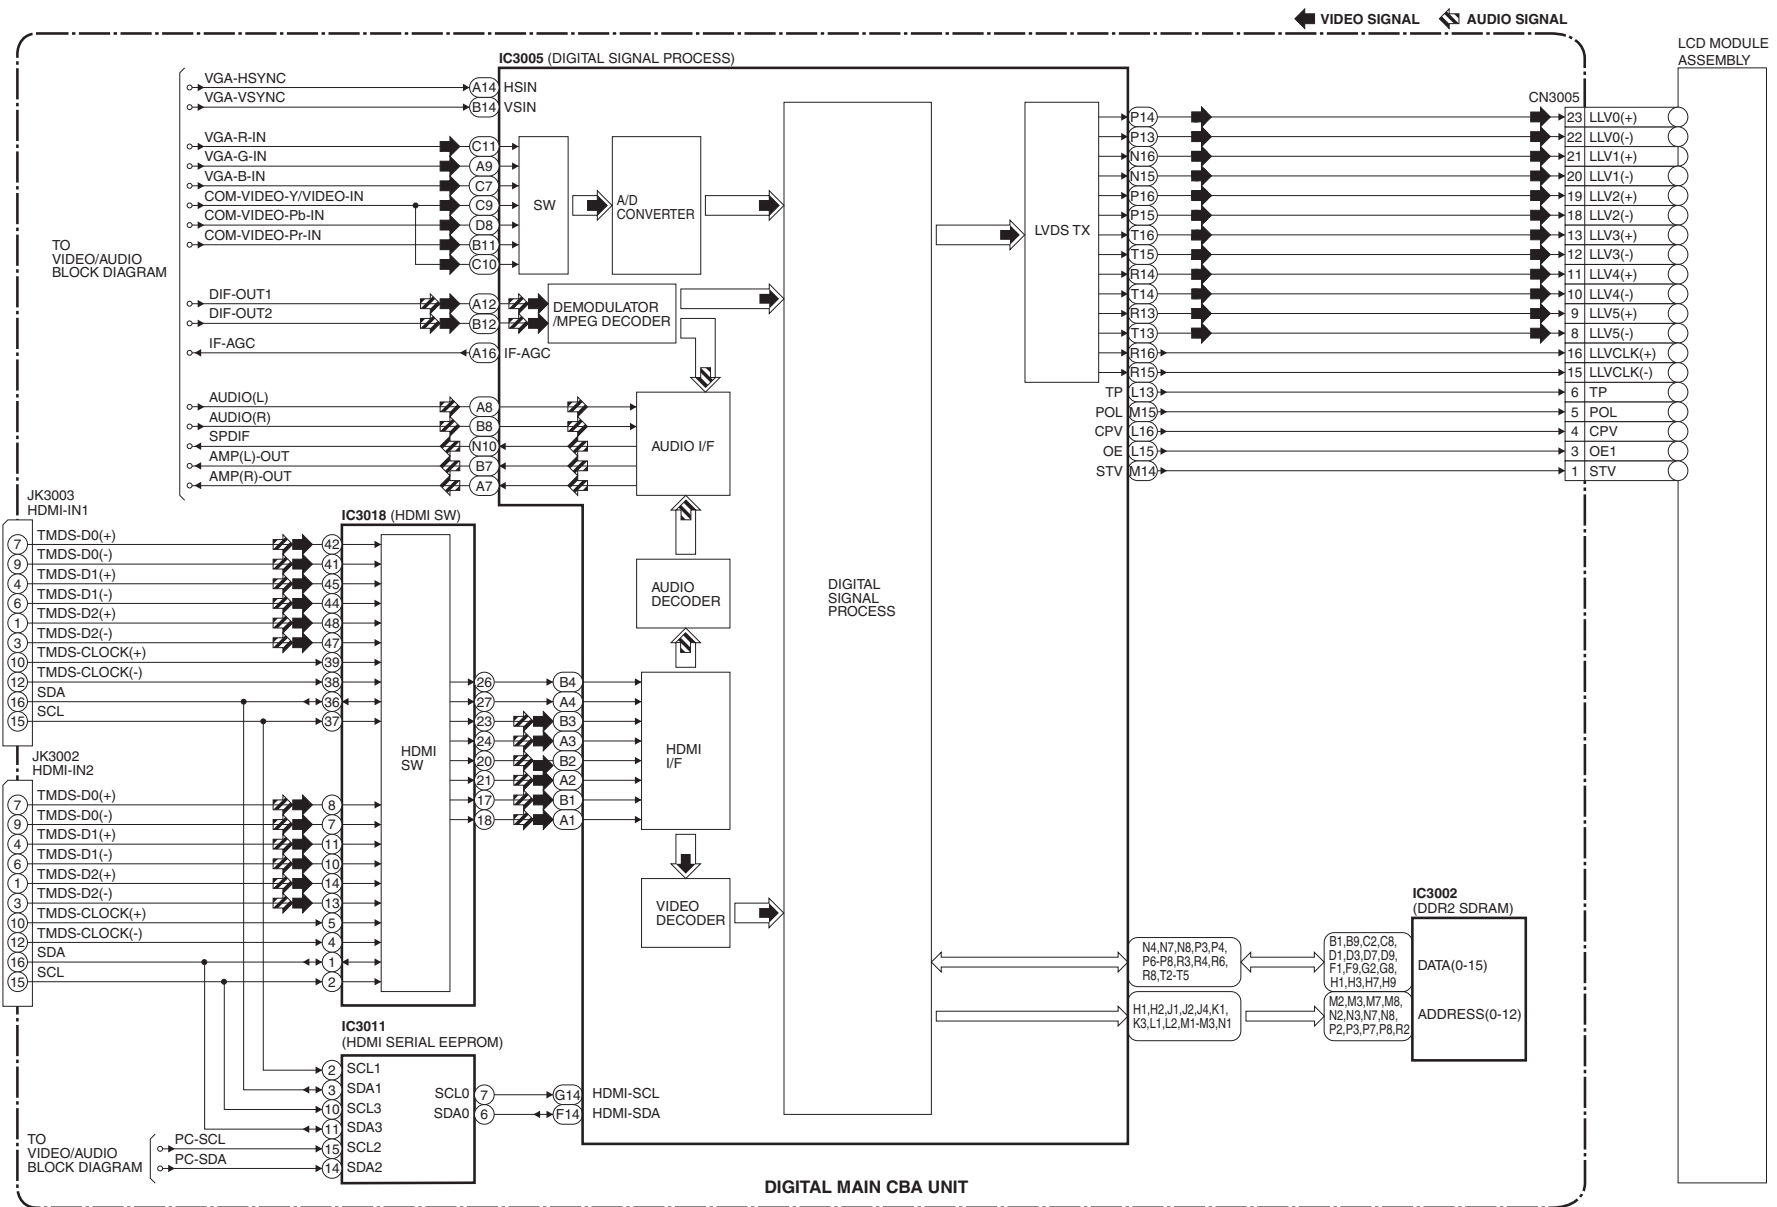 VIDEO SIGNAL
AUDIO SIGNAL
LCD MODULE
ASSEMBLY
IC3005 (DIGITAL SIGNAL PROCESS)
TO
VIDEO/AUDIO
BLOCK DIAGRAM
VGA-HSYNC
A14
HSIN
VGA-VSYNC
B14
VSIN
VGA-R-IN
C11
VGA-G-IN
A9
VGA-B-IN
C7
COM-VIDEO-Y/VIDEO-IN
C9
COM-VIDEO-Pb-IN
D8
COM-VIDEO-Pr-IN
B11
C10
SW
A/D
CONVERTER
DIF-OUT1
A12
DIF-OUT2
B12
DEMODULATOR
/MPEG DECODER
IF-AGC
A16
IF-AGC
AUDIO(L)
A8
AUDIO(R)
B8
SPDIF
N10
AMP(L)-OUT
B7
AMP(R)-OUT
A7
AUDIO I/F
AUDIO
DECODER
HDMI
I/F
VIDEO
DECODER
DIGITAL
SIGNAL
PROCESS
LVDS TX
CN3005
P14
23
LLV0(+)
P13
22
LLV0(-)
N16
21
LLV1(+)
N15
20
LLV1(-)
P16
19
LLV2(+)
P15
18
LLV2(-)
T16
13
LLV3(+)
T15
12
LLV3(-)
R14
11
LLV4(+)
T14
10
LLV4(-)
R13
9
LLV5(+)
T13
8
LLV5(-)
R16
16
LLVCLK(+)
R15
15
LLVCLK(-)
TP
L13
6
TP
POL
M15
5
POL
CPV
L16
4
CPV
OE
L15
3
OE1
STV
M14
1
STV
JK3003
HDMI-IN1
7
TMDS-D0(+)
42
9
TMDS-D0(-)
41
4
TMDS-D1(+)
45
6
TMDS-D1(-)
44
1
TMDS-D2(+)
48
3
TMDS-D2(-)
47
10
TMDS-CLOCK(+)
39
12
TMDS-CLOCK(-)
38
16
SDA
36
15
SCL
37
JK3002
HDMI-IN2
7
TMDS-D0(+)
8
9
TMDS-D0(-)
7
4
TMDS-D1(+)
11
6
TMDS-D1(-)
10
1
TMDS-D2(+)
14
3
TMDS-D2(-)
13
10
TMDS-CLOCK(+)
5
12
TMDS-CLOCK(-)
4
16
SDA
1
15
SCL
2
IC3018 (HDMI SW)
HDMI
SW
26
B4
27
A4
23
B3
24
A3
20
B2
21
A2
17
B1
18
A1
IC3011
(HDMI SERIAL EEPROM)
2
SCL1
3
SDA1
10
SCL3
11
SDA3
15
SCL2
14
SDA2
SCL0
7
G14
HDMI-SCL
SDA0
6
F14
HDMI-SDA
TO
VIDEO/AUDIO
BLOCK DIAGRAM
PC-SCL
PC-SDA
IC3002
(DDR2 SDRAM)
N4,N7,N8,P3,P4,
P6-P8,R3,R4,R6,
R8,T2-T5
B1,B9,C2,C8,
D1,D3,D7,D9,
F1,F9,G2,G8,
H1,H3,H7,H9
DATA(0-15)
H1,H2,J1,J2,J4,K1,
K3,L1,L2,M1-M3,N1
M2,M3,M7,M8,
N2,N3,N7,N8,
P2,P3,P7,P8,R2
ADDRESS(0-12)
DIGITAL MAIN CBA UNIT